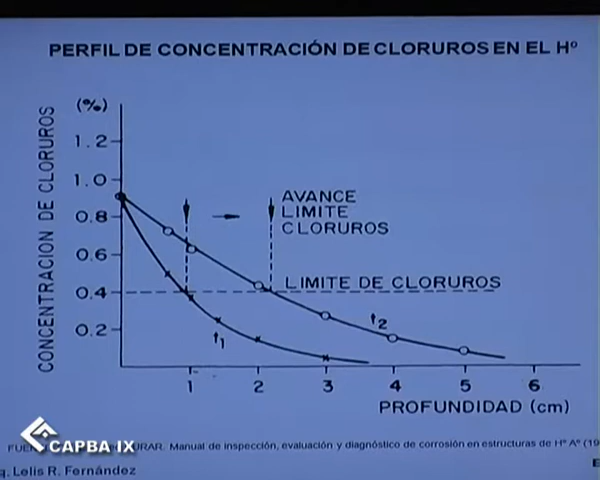 PERFIL DE CONCENTRACIÓN DE CLORUROS EN EL Hº
(%)
CONCENTRACION DE CLORUROS
1.2
1.0
0.8
0.6
0.4
0.2
AVANCE
LIMITE
CLORUROS
LIMITE DE CLORUROS
t1
t2
1 2 3 4 5 6
PROFUNDIDAD (cm)
URAR. Manual de inspección, evaluación y diagnóstico de corrosión en estructuras de Hº Aº (19
CAPBA IX
q. Lelis R. Fernández
E